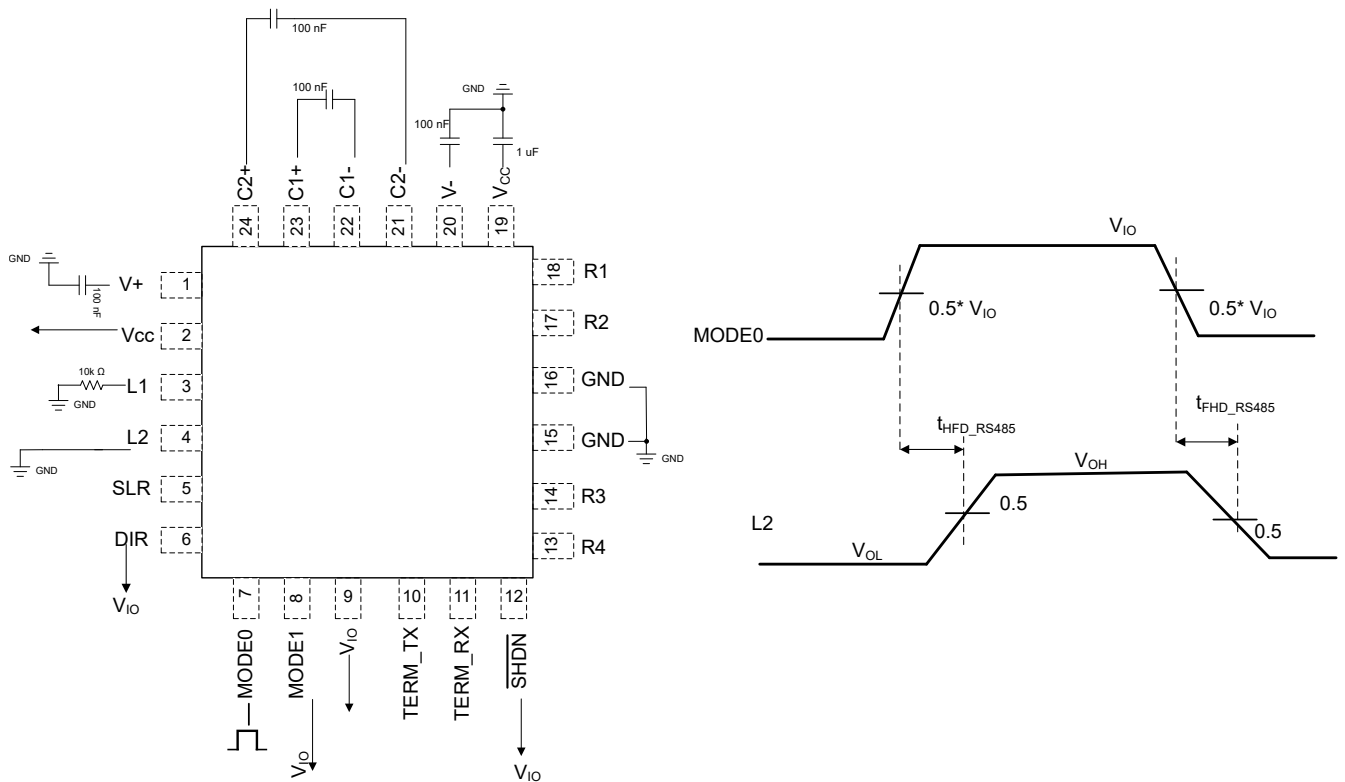 100 nF
100 nF
GND
100 nF
1 uF
C2+
C1+
C1-
C2-
V-
VCC
24
23
22
21
20
19
GND
V+
100 nF
1
Vcc
2
10k Ω
GND
L1
3
L2
4
GND
SLR
5
DIR
6
VIO
18
R1
17
R2
16
GND
15
GND
GND
14
R3
13
R4
7
8
9
10
11
12
MODE0
MODE1
VIO
TERM_TX
TERM_RX
SHDN
VIO
VIO
VIO
0.5* VIO
0.5* VIO
MODE0
tHFD_RS485
tFHD_RS485
VOH
0.5
0.5
L2
VOL